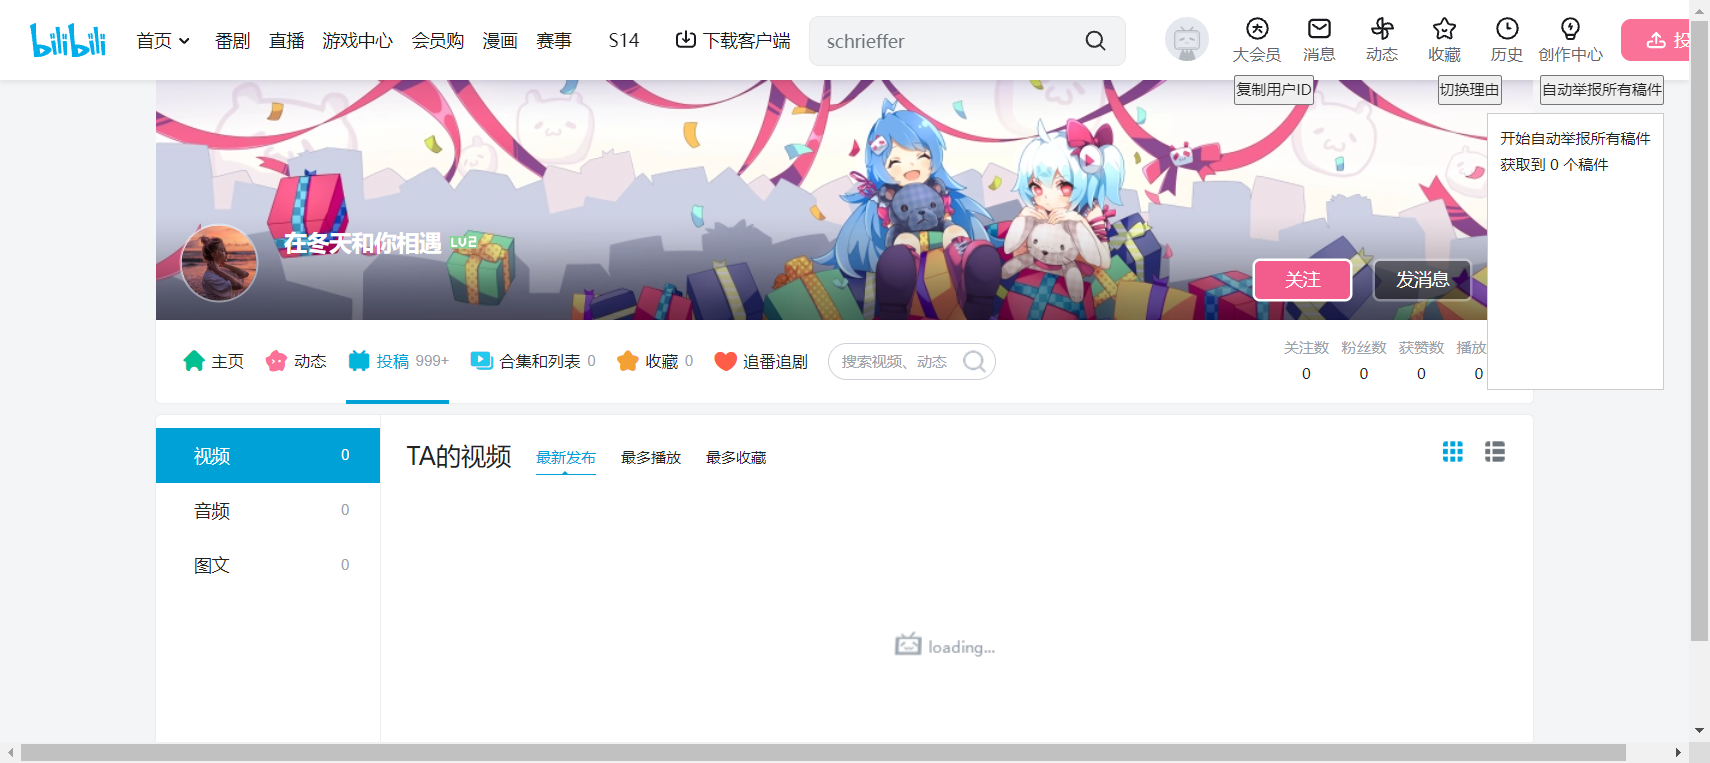 bilibili
首页
番剧
直播
游戏中心
会员购
漫画
赛事
S14
下载客户端
schrieffer
大会员
消息
动态
收藏
历史
创作中心
投
复制用户ID
切换理由
自动举报所有稿件
开始自动举报所有稿件
获取到 0 个稿件
在冬天和你相遇 LV2
关注
发消息
主页
动态
投稿 999+
合集和列表 0
收藏 0
追番追剧
搜索视频、动态
关注数 粉丝数 获赞数 播放
0 0 0 0
视频 0
音频 0
图文 0
TA的视频
最新发布
最多播放
最多收藏
loading...